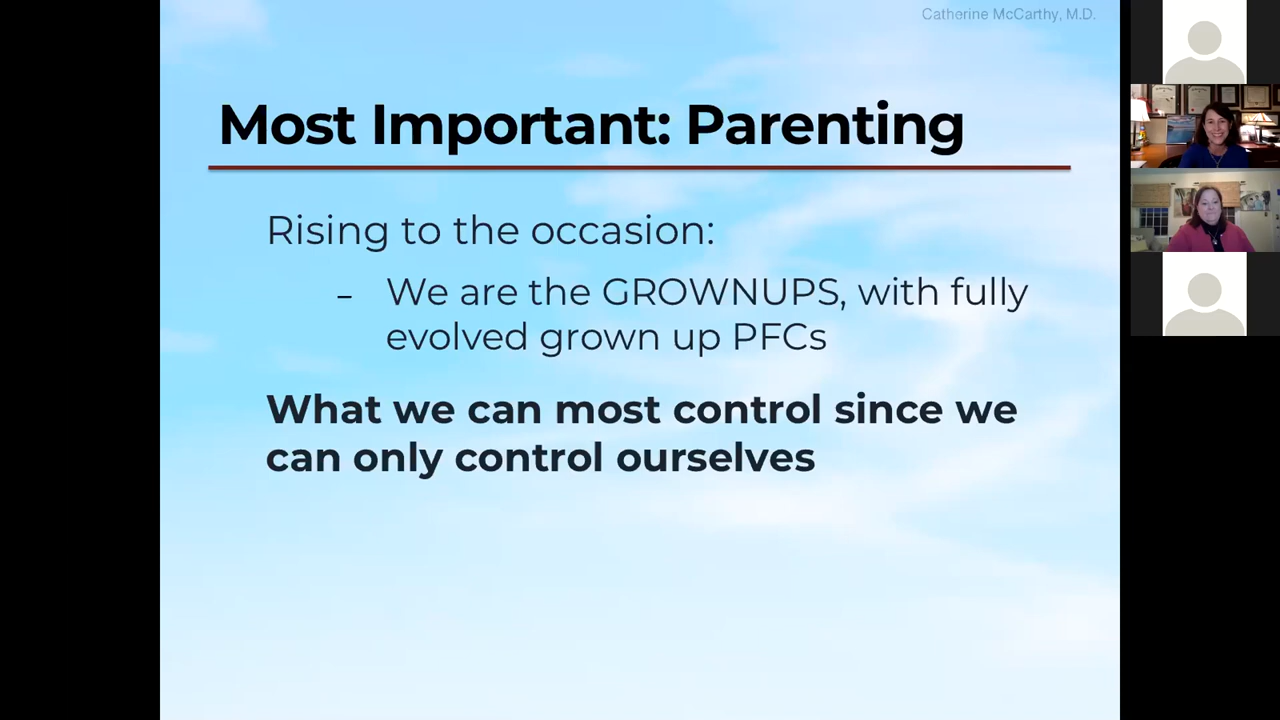 Catherine McCarthy, M.D.
Most Important: Parenting
Rising to the occasion:
– We are the GROWNUPS, with fully
evolved grown up PFCs
What we can most control since we
can only control ourselves